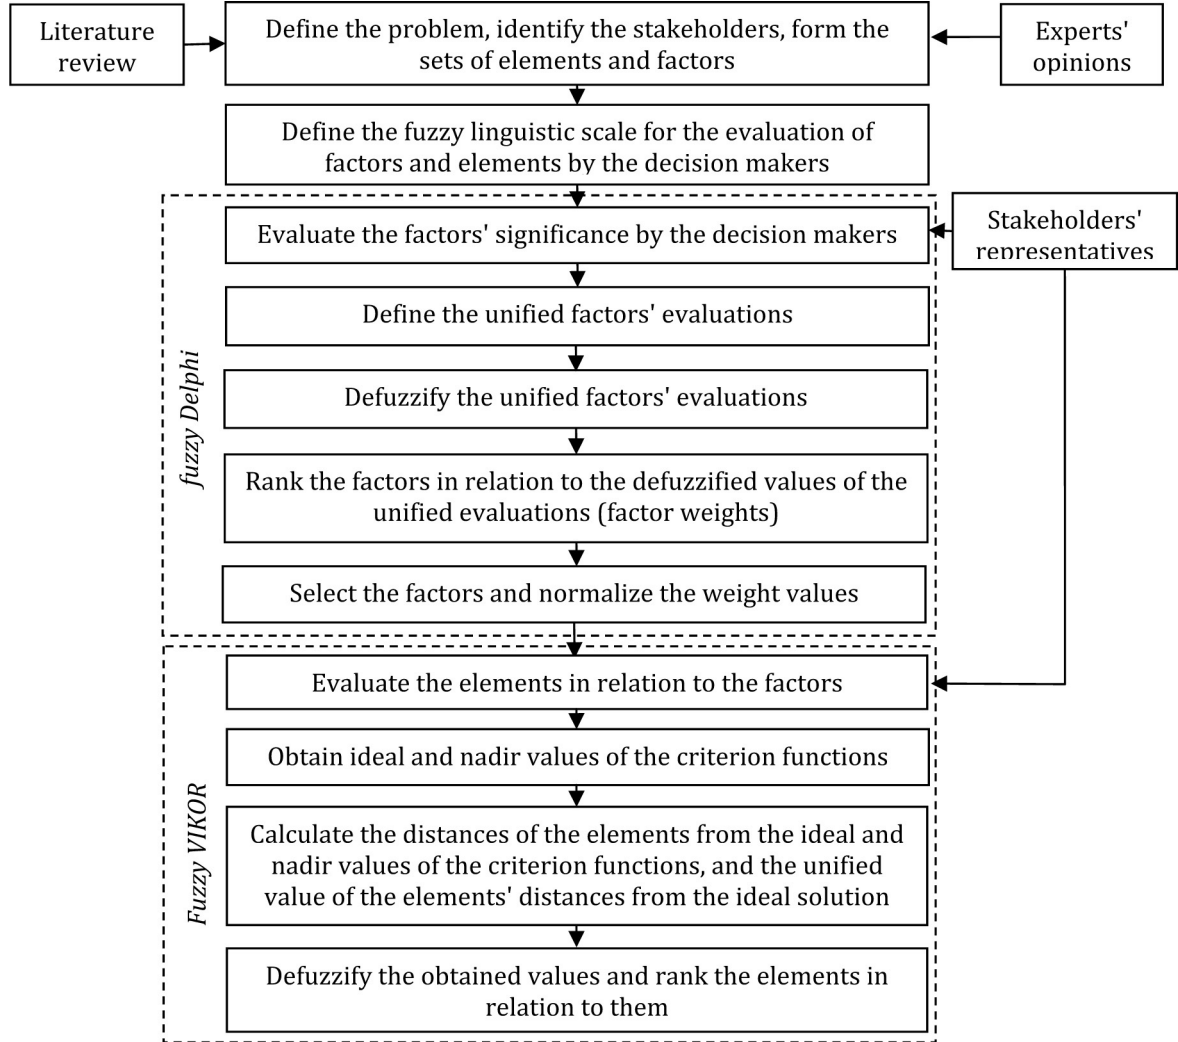 Literature
review
Define the problem, identify the stakeholders, form the
sets of elements and factors
Experts'
opinions
Define the fuzzy linguistic scale for the evaluation of
factors and elements by the decision makers
Stakeholders'
representatives
fuzzy Delphi
Evaluate the factors' significance by the decision makers
Define the unified factors' evaluations
Defuzzify the unified factors' evaluations
Rank the factors in relation to the defuzzified values of the
unified evaluations (factor weights)
Select the factors and normalize the weight values
Fuzzy VIKOR
Evaluate the elements in relation to the factors
Obtain ideal and nadir values of the criterion functions
Calculate the distances of the elements from the ideal and
nadir values of the criterion functions, and the unified
value of the elements' distances from the ideal solution
Defuzzify the obtained values and rank the elements in
relation to them